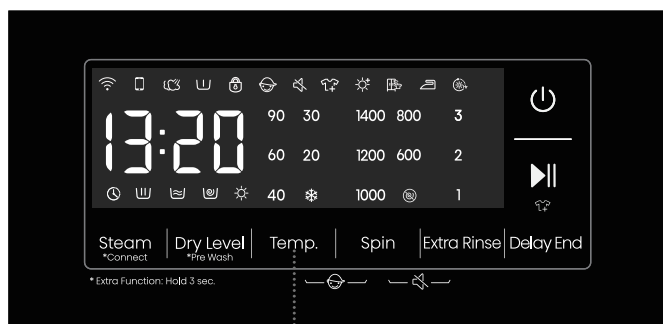 90 30 1400 800 3
13:20
60 20 1200 600 2
40 1000 1
Steam Dry Level Temp. Spin Extra Rinse Delay End
*Connect *Pre Wash
* Extra Function: Hold 3 sec.